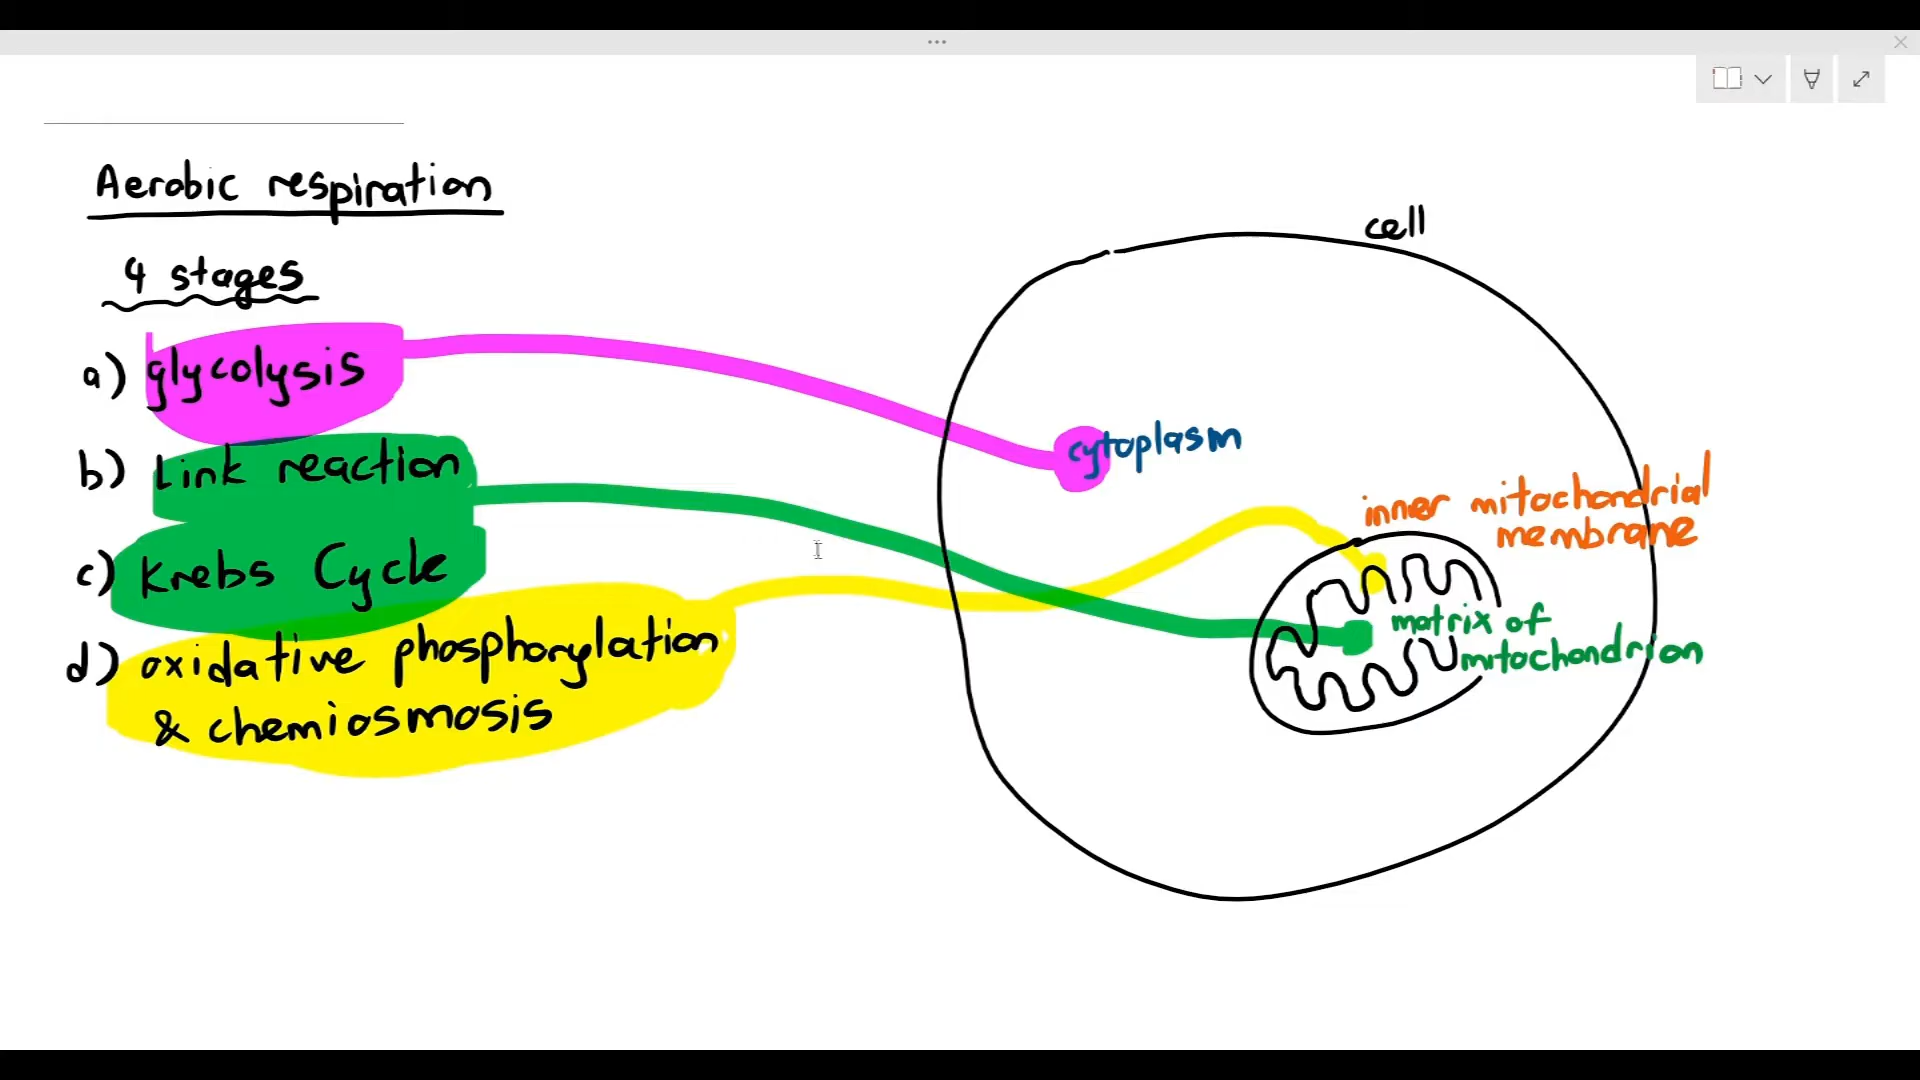 Aerobic respiration
4 stages
a) glycolysis
b) Link reaction
c) Krebs Cycle
d) oxidative phosphorylation
& chemiosmosis
cell
cytoplasm
inner mitochondrial
membrane
matrix of
mitochondrion